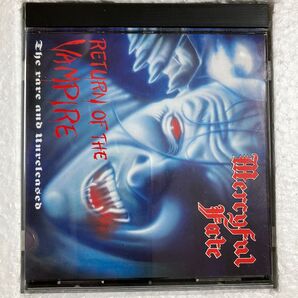 Mercyful
Fate
RETURN OF THE
VAMPIRE
The rare and Unreleased